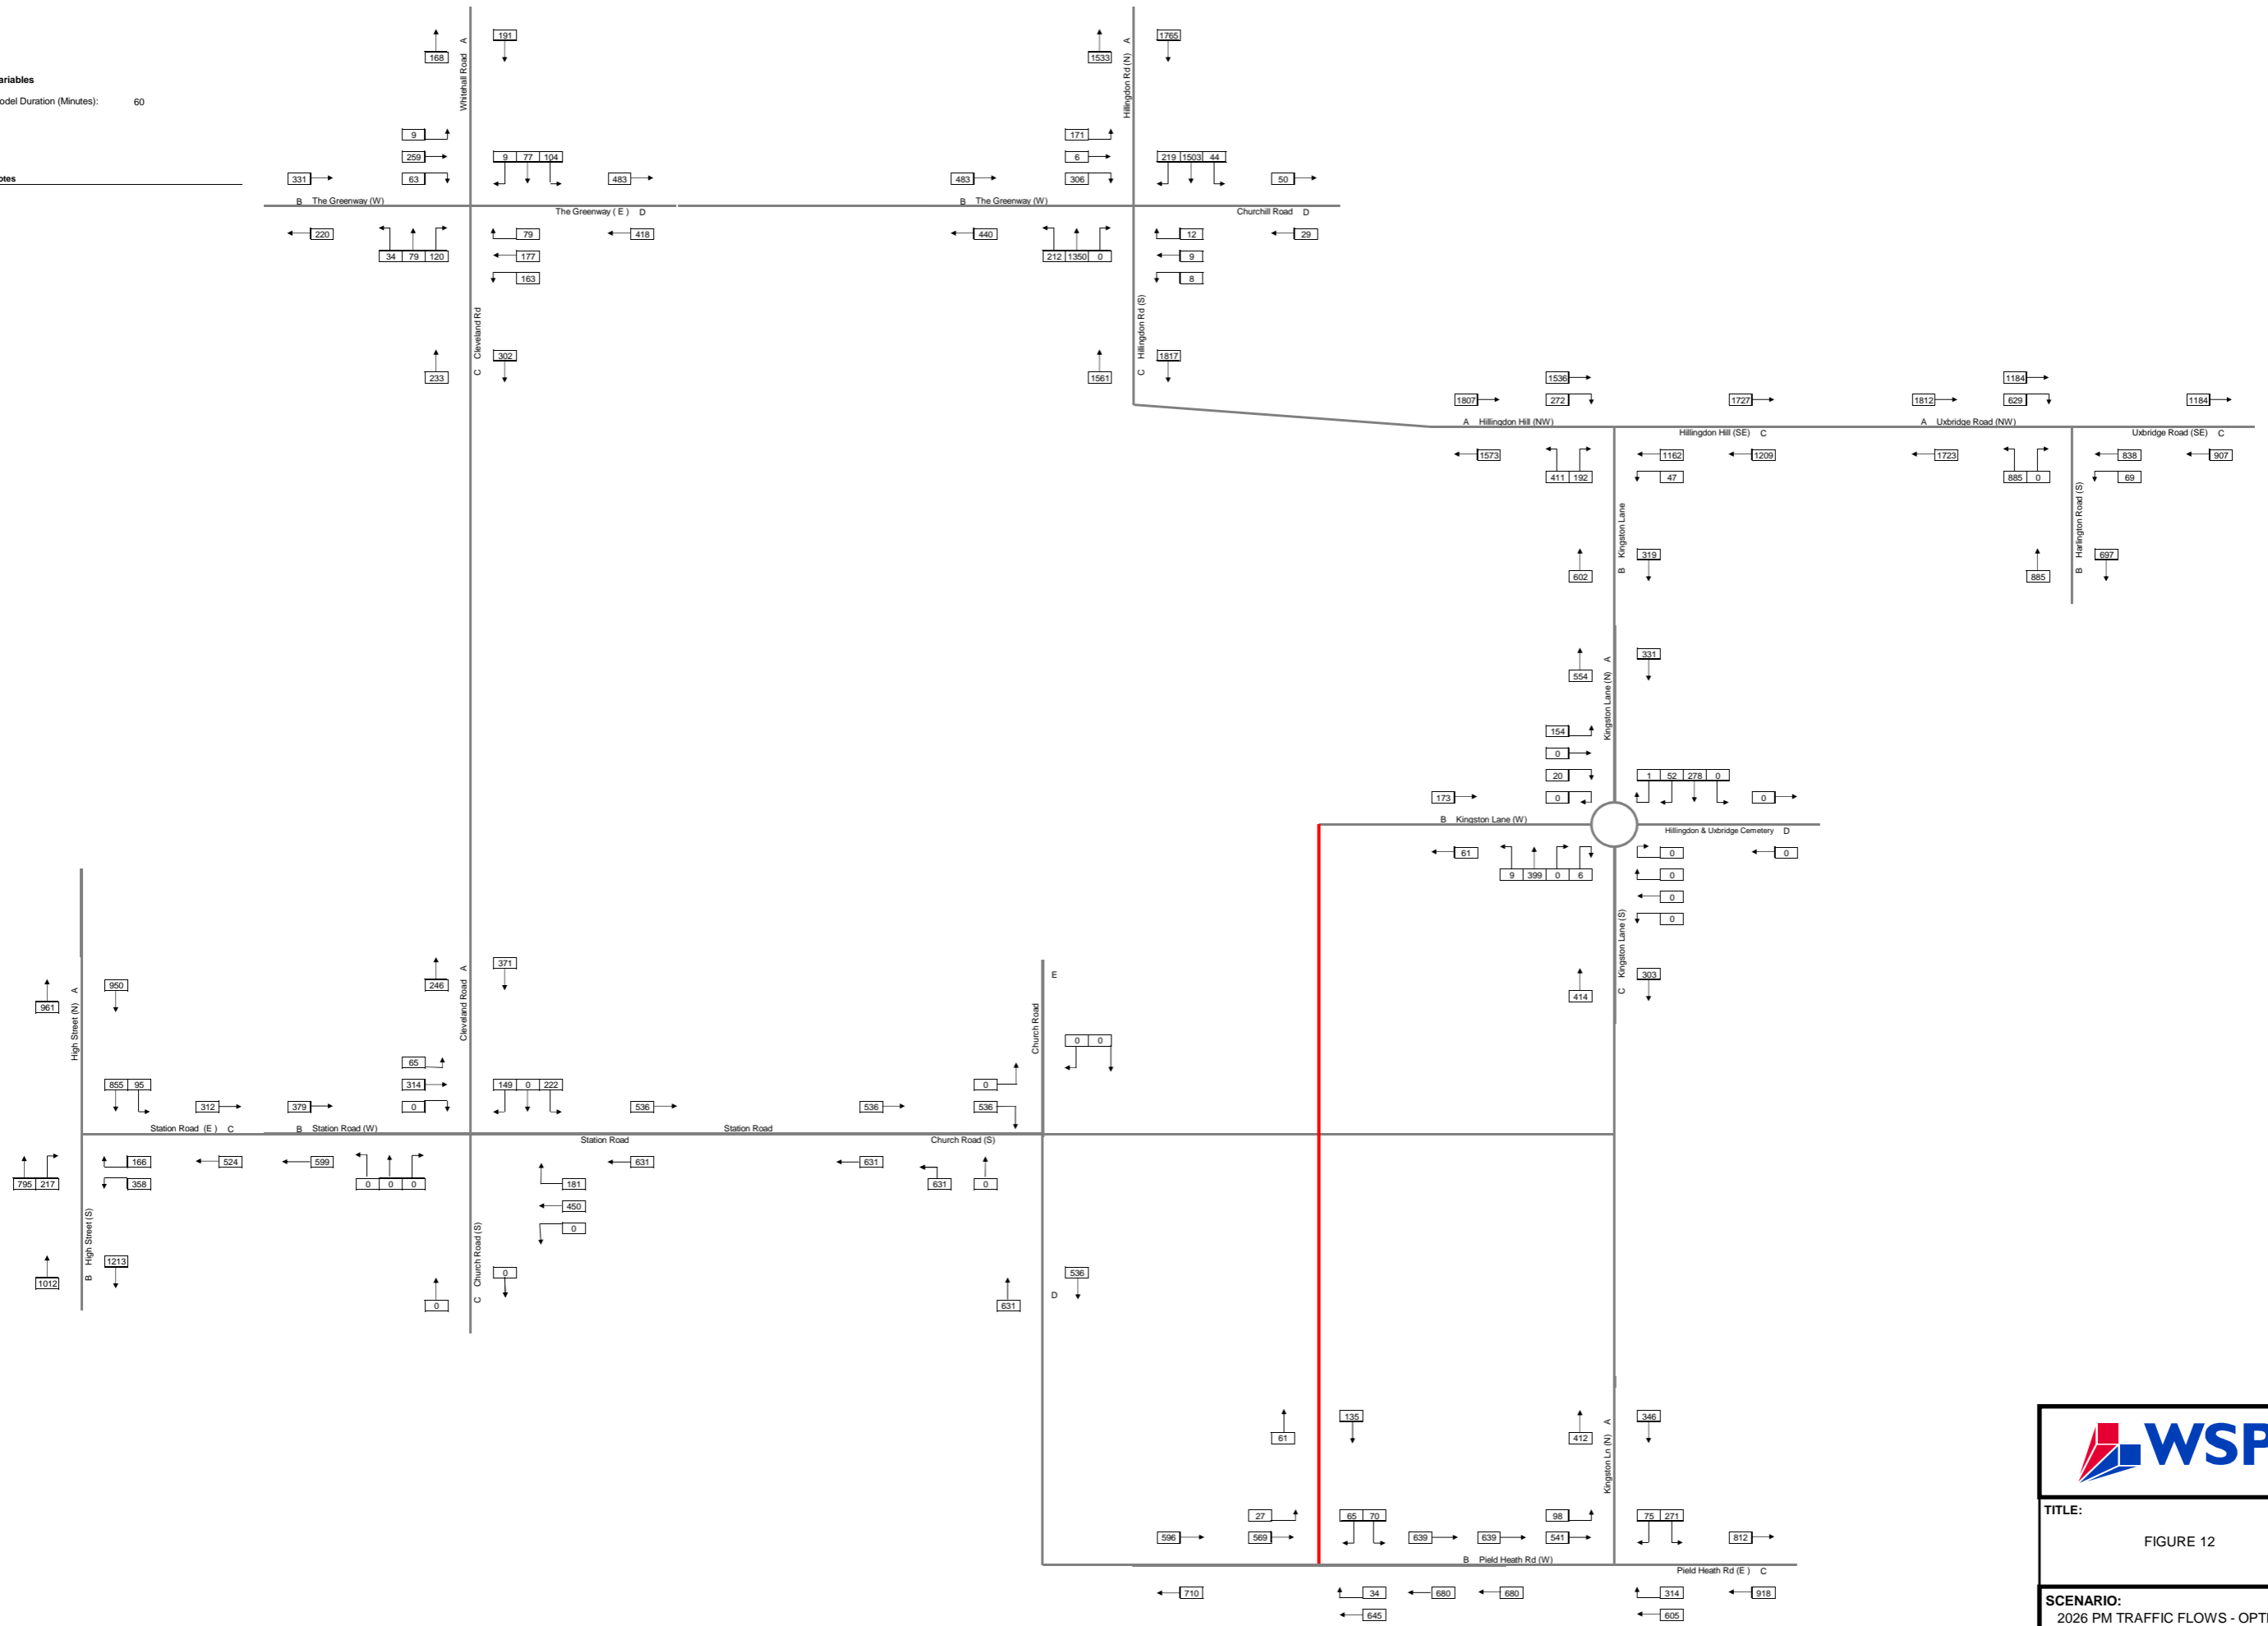 191
168
Whitehall Road A
1765
1533
Hillingdon Rd (N) A
ariables
odel Duration (Minutes): 60
9
259
63
9 77 104
171
6
306
219 1503 44
otes
331
483
483
50
B The Greenway (W)
The Greenway ( E ) D
B The Greenway (W)
Churchill Road D
220
34 79 120
79
177
163
418
440
212 1350 0
12
9
8
29
C Cleveland Rd
233
302
C Hillingdon Rd (S)
1561
1817
1536
1807
272
1727
1184
1812
629
1184
A Hillingdon Hill (NW)
Hillingdon Hill (SE) C
A Uxbridge Road (NW)
Uxbridge Road (SE) C
1573
411 192
1162
47
1209
1723
885 0
838
69
907
B Kingston Lane
602
319
B Harlington Road (S)
885
697
554
331
Kingston Lane (N) A
154
0
20
0
1 52 278 0
173
0
B Kingston Lane (W)
Hillingdon & Uxbridge Cemetery D
61
9 399 0 6
0
0
0
0
0
C Kingston Lane (S)
414
303
961
950
High Street (N) A
246
371
Cleveland Road A
E
Church Road
0 0
855 95
312
379
65
314
0
149 0 222
536
536
0
536
Station Road (E ) C
B Station Road (W)
Station Road
Station Road
Church Road (S)
795 217
166
358
524
599
0 0 0
181
450
0
631
631
631 0
B High Street (S)
1012
1213
C Church Road (S)
0
0
631
D
536
61
135
412
346
Kingston Ln (N) A
596
27
569
65 70
639
639
98
541
75 271
812
B Pield Heath Rd (W)
Pield Heath Rd (E ) C
710
34
645
680
680
314
605
918
WSP
TITLE:
FIGURE 12
SCENARIO:
2026 PM TRAFFIC FLOWS - OPTI